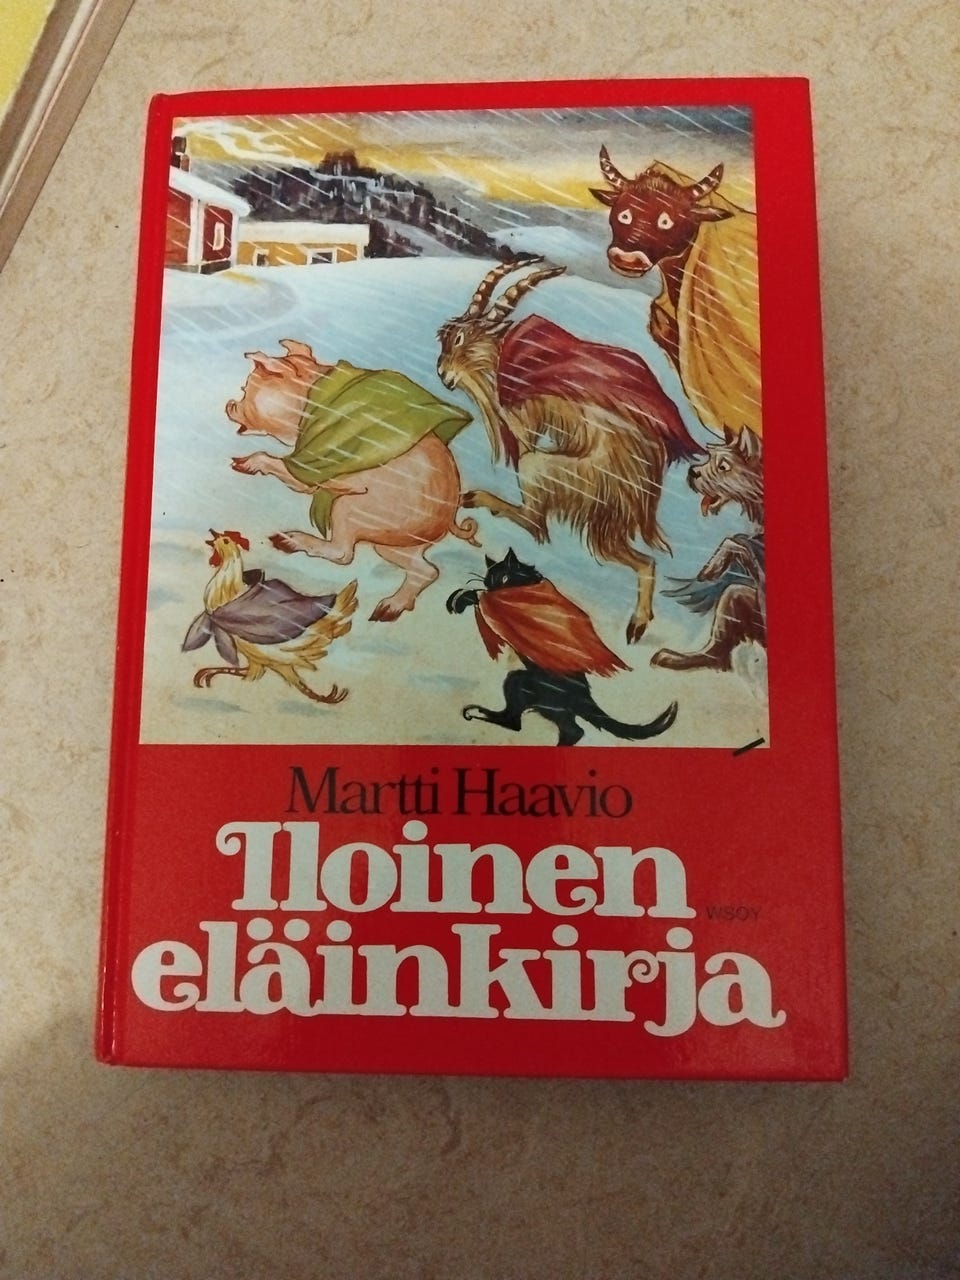 Martti Haavio
Iloinen
WSOY
eläinkirja